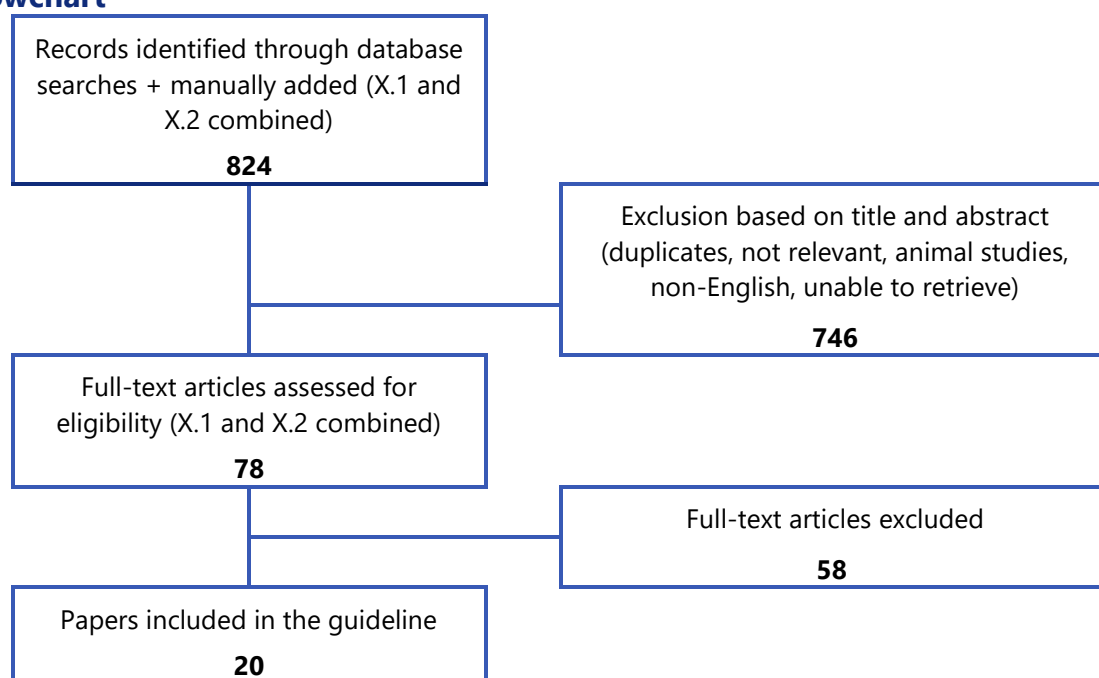 Records identified through database
searches + manually added (X.1 and
X.2 combined)
824
Exclusion based on title and abstract
(duplicates, not relevant, animal studies,
non-English, unable to retrieve)
746
Full-text articles assessed for
eligibility (X.1 and X.2 combined)
78
Full-text articles excluded
58
Papers included in the guideline
20